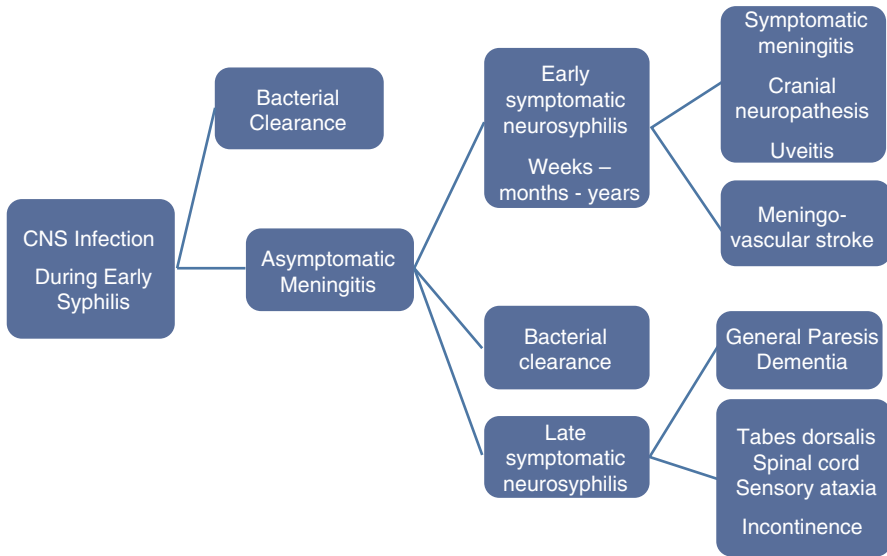 CNS Infection
During Early
Syphilis
Bacterial
Clearance
Asymptomatic
Meningitis
Early
symptomatic
neurosyphilis
Weeks –
months - years
Bacterial
clearance
Late
symptomatic
neurosyphilis
Symptomatic
meningitis
Cranial
neuropathesis
Uveitis
Meningo-
vascular stroke
General Paresis
Dementia
Tabes dorsalis
Spinal cord
Sensory ataxia
Incontinence